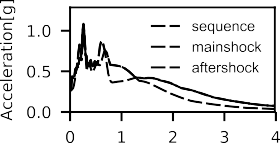 Acceleration[g]
1.0
0.5
0.0
sequence
mainshock
aftershock
0 1 2 3 4